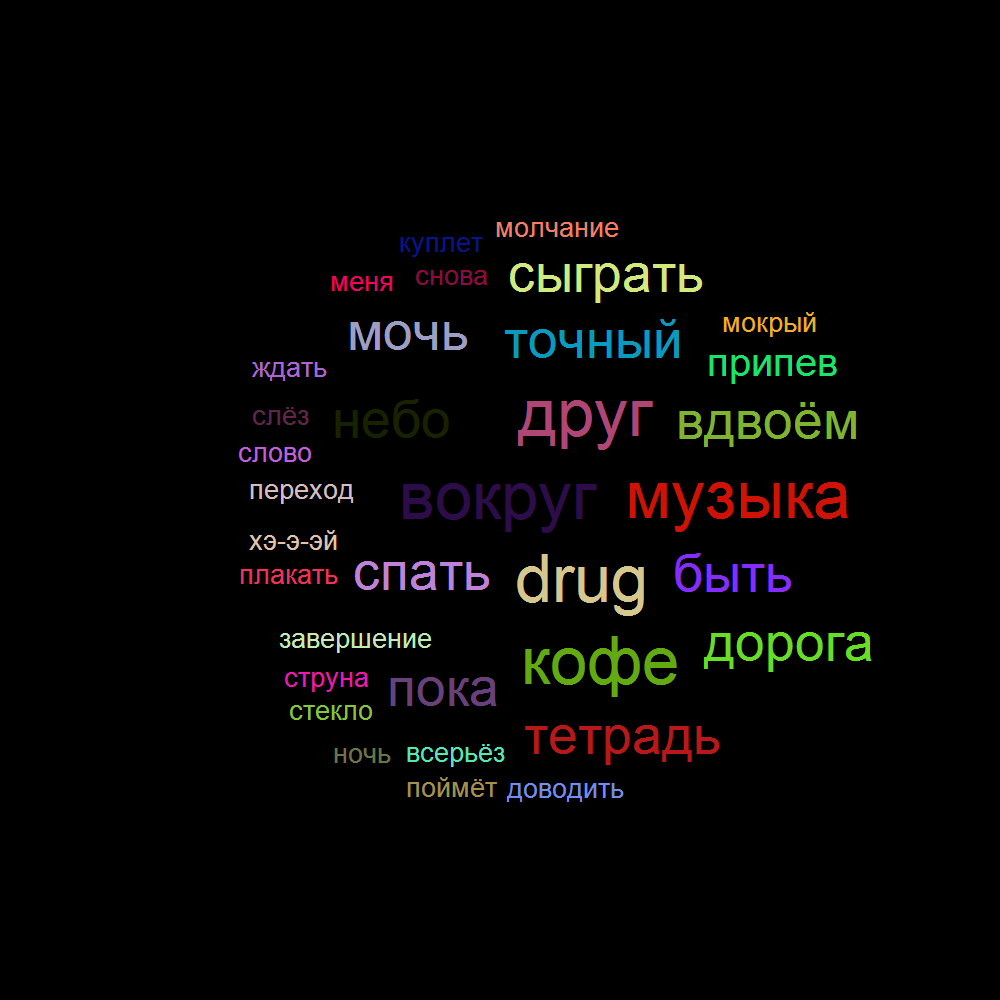 молчание
куплет
меня
снова
сыграть
мочь
точный
мокрый
припев
ждать
слёз
небо
друг
вдвоём
слово
переход
вокруг
музыка
хэ-э-эй
плакать
спать
drug
быть
завершение
кофе
дорога
струна
пока
стекло
тетрадь
ночь
всерьёз
поймёт
доводить